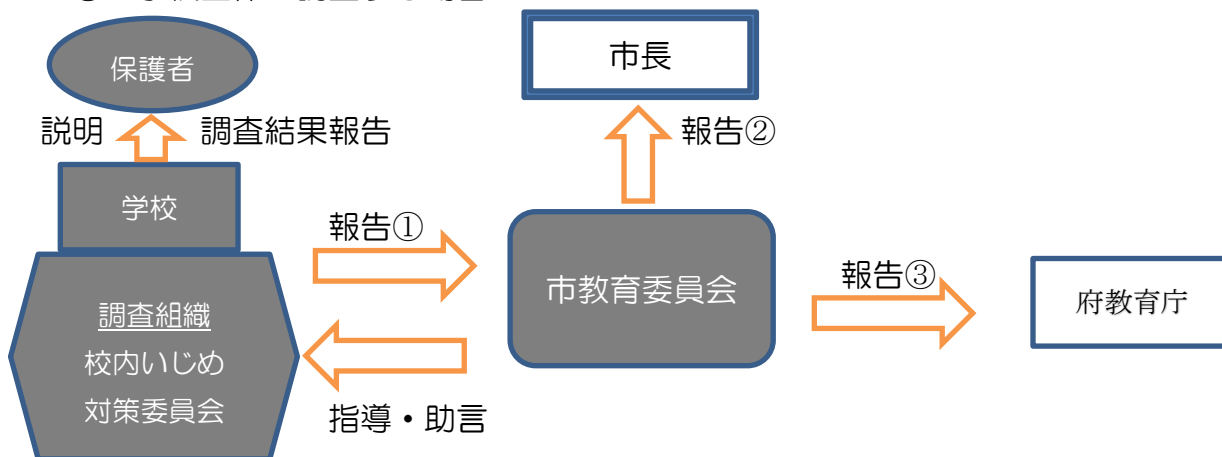 保護者
市長
説明
調査結果報告
報告②
学校
報告①
市教育委員会
報告③
府教育庁
調査組織
校内いじめ
対策委員会
指導・助言